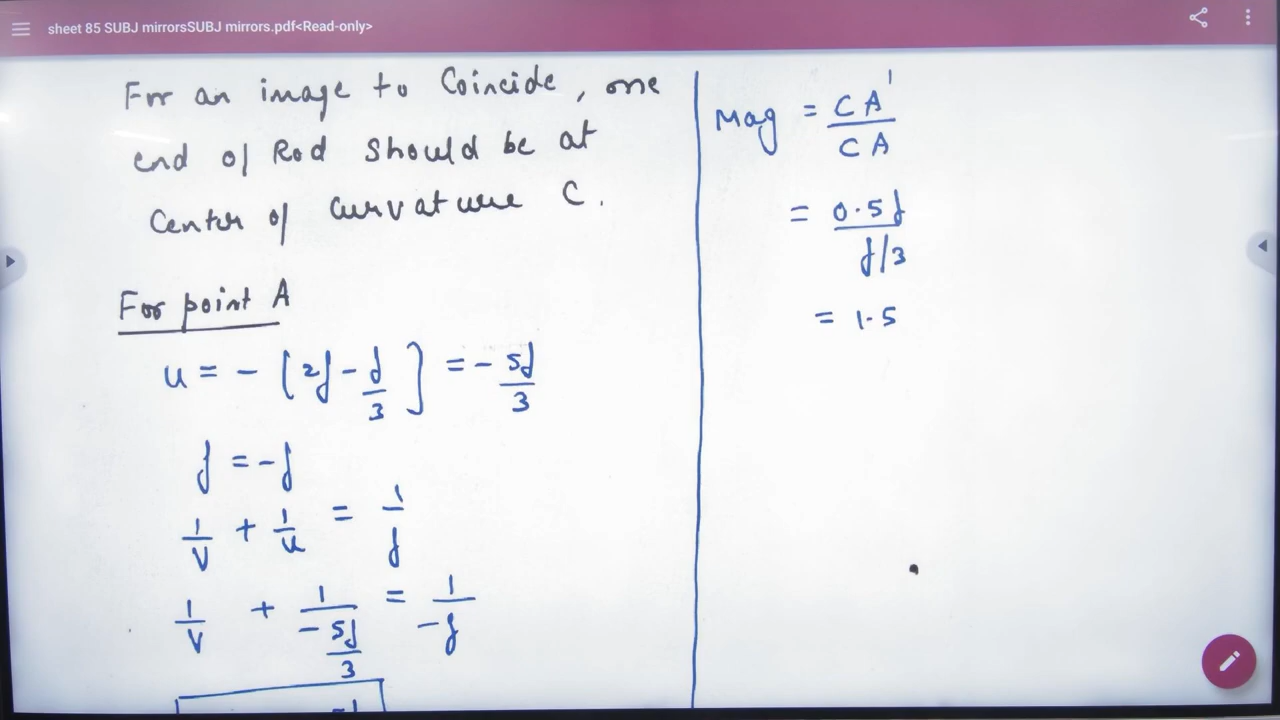 sheet 85 SUBJ mirrorsSUBJ mirrors.pdf<Read-only>
For an image to Coincide, one
end of Rod should be at
Center of Curvature C.
For point A
u = - [2f - f/3] = - 5f/3
f = -f
1/v + 1/u = 1/f
1/v + 1/(-5f/3) = 1/-f
Mag = CA'/CA
= 0.5f/f/3
= 1.5